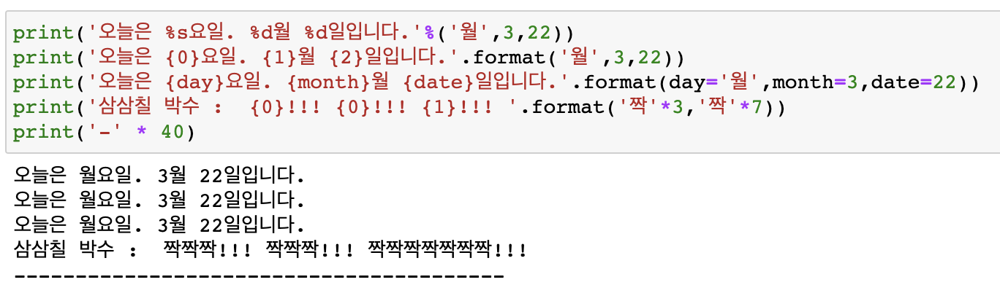 print('오늘은 %s요일. %d월 %d일입니다.'%('월',3,22))
print('오늘은 {0}요일. {1}월 {2}일입니다.'.format('월',3,22))
print('오늘은 {day}요일. {month}월 {date}일입니다.'.format(day='월',month=3,date=22))
print('삼삼칠 박수 :  {0}!!! {0}!!! {1}!!! '.format('짝'*3,'짝'*7))
print('-' * 40)
오늘은 월요일. 3월 22일입니다.
오늘은 월요일. 3월 22일입니다.
오늘은 월요일. 3월 22일입니다.
삼삼칠 박수 :  짝짝짝!!! 짝짝짝!!! 짝짝짝짝짝짝짝!!!
----------------------------------------